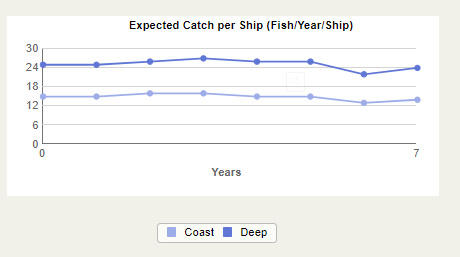 Expected Catch per Ship (Fish/Year/Ship)
30
24
18
12
6
0
0 7
Years
Coast Deep